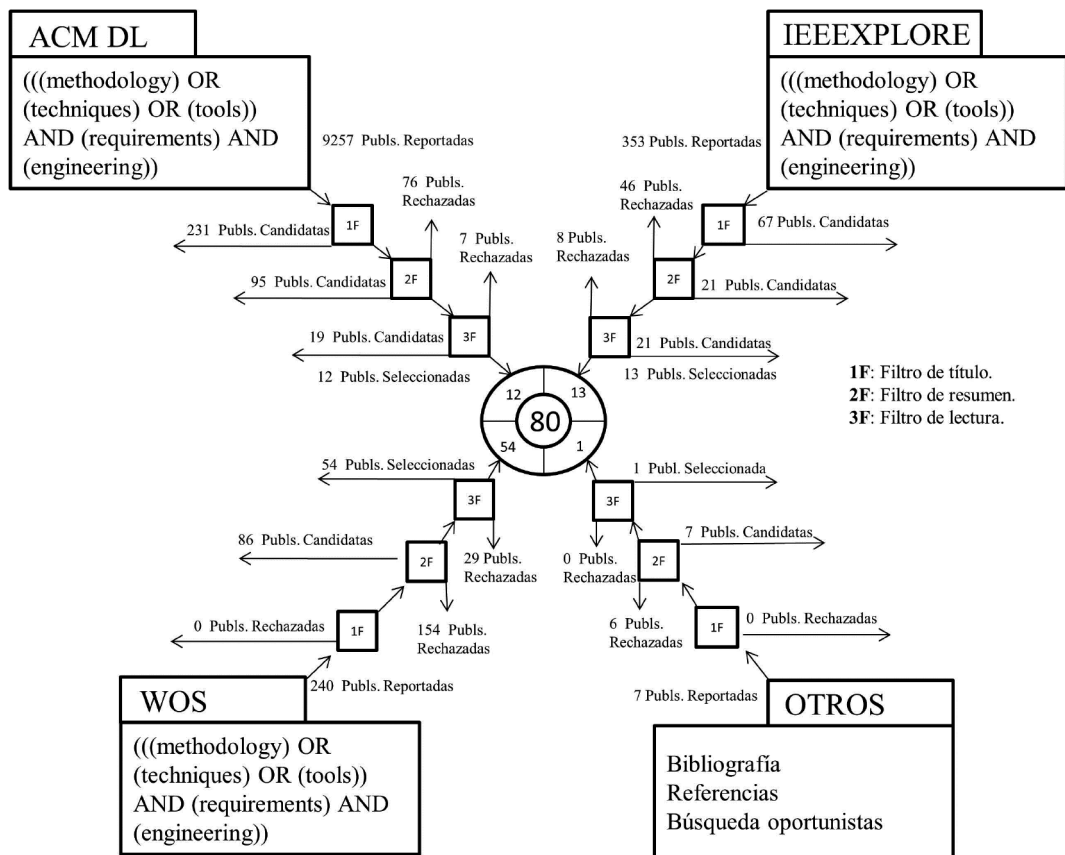 ACM DL
(((methodology) OR
(techniques) OR (tools))
AND (requirements) AND
(engineering))
IEEEXPLORE
(((methodology) OR
(techniques) OR (tools))
AND (requirements) AND
(engineering))
9257 Publs. Reportadas
353 Publs. Reportadas
76 Publs.
Rechazadas
46 Publs.
Rechazadas
1F
1F
231 Publs. Candidatas
67 Publs. Candidatas
7 Publs.
Rechazadas
8 Publs.
Rechazadas
2F
2F
95 Publs. Candidatas
21 Publs. Candidatas
3F
3F
19 Publs. Candidatas
21 Publs. Candidatas
12 Publs. Seleccionadas
13 Publs. Seleccionadas
1F: Filtro de título.
2F: Filtro de resumen.
3F: Filtro de lectura.
12
13
80
54
1
54 Publs. Seleccionadas
1 Publ. Seleccionada
3F
3F
86 Publs. Candidatas
7 Publs. Candidatas
2F
2F
29 Publs.
Rechazadas
0 Publs.
Rechazadas
0 Publs. Rechazadas
0 Publs. Rechazadas
1F
1F
154 Publs.
Rechazadas
6 Publs.
Rechazadas
240 Publs. Reportadas
7 Publs. Reportadas
WOS
(((methodology) OR
(techniques) OR (tools))
AND (requirements) AND
(engineering))
OTROS
Bibliografía
Referencias
Búsqueda oportunistas